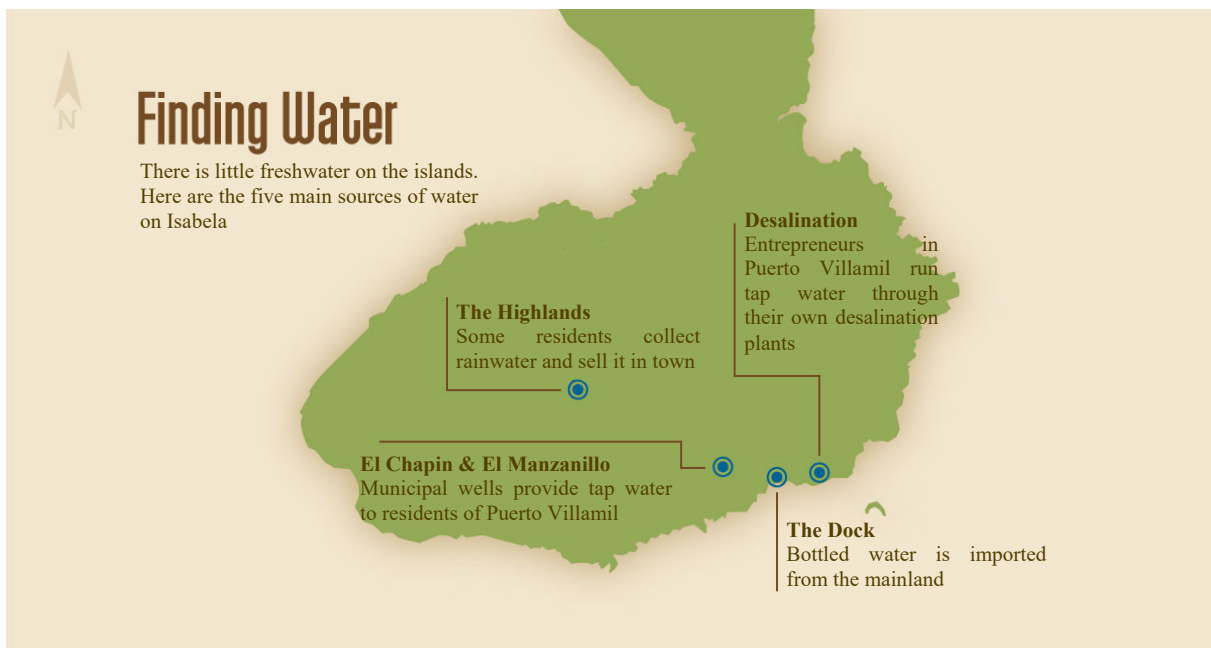 N
Finding Water
There is little freshwater on the islands.
Here are the five main sources of water
on Isabela
Desalination
Entrepreneurs in
Puerto Villamil run
tap water through
their own desalination
plants
The Highlands
Some residents collect
rainwater and sell it in town
El Chapin & El Manzanillo
Municipal wells provide tap water
to residents of Puerto Villamil
The Dock
Bottled water is imported
from the mainland